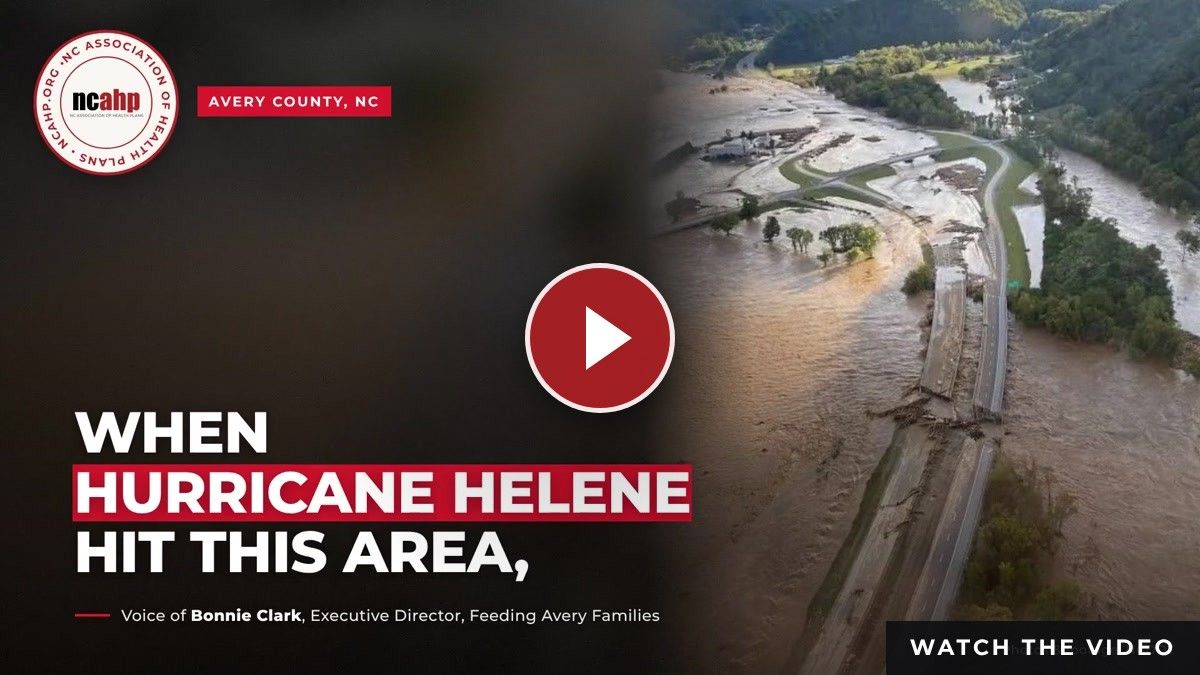 NCAHP.ORG • NC ASSOCIATION OF HEALTH PLANS •
ncahp
NC ASSOCIATION OF HEALTH PLANS
AVERY COUNTY, NC
WHEN
HURRICANE HELENE
HIT THIS AREA,
Voice of Bonnie Clark, Executive Director, Feeding Avery Families
WATCH THE VIDEO